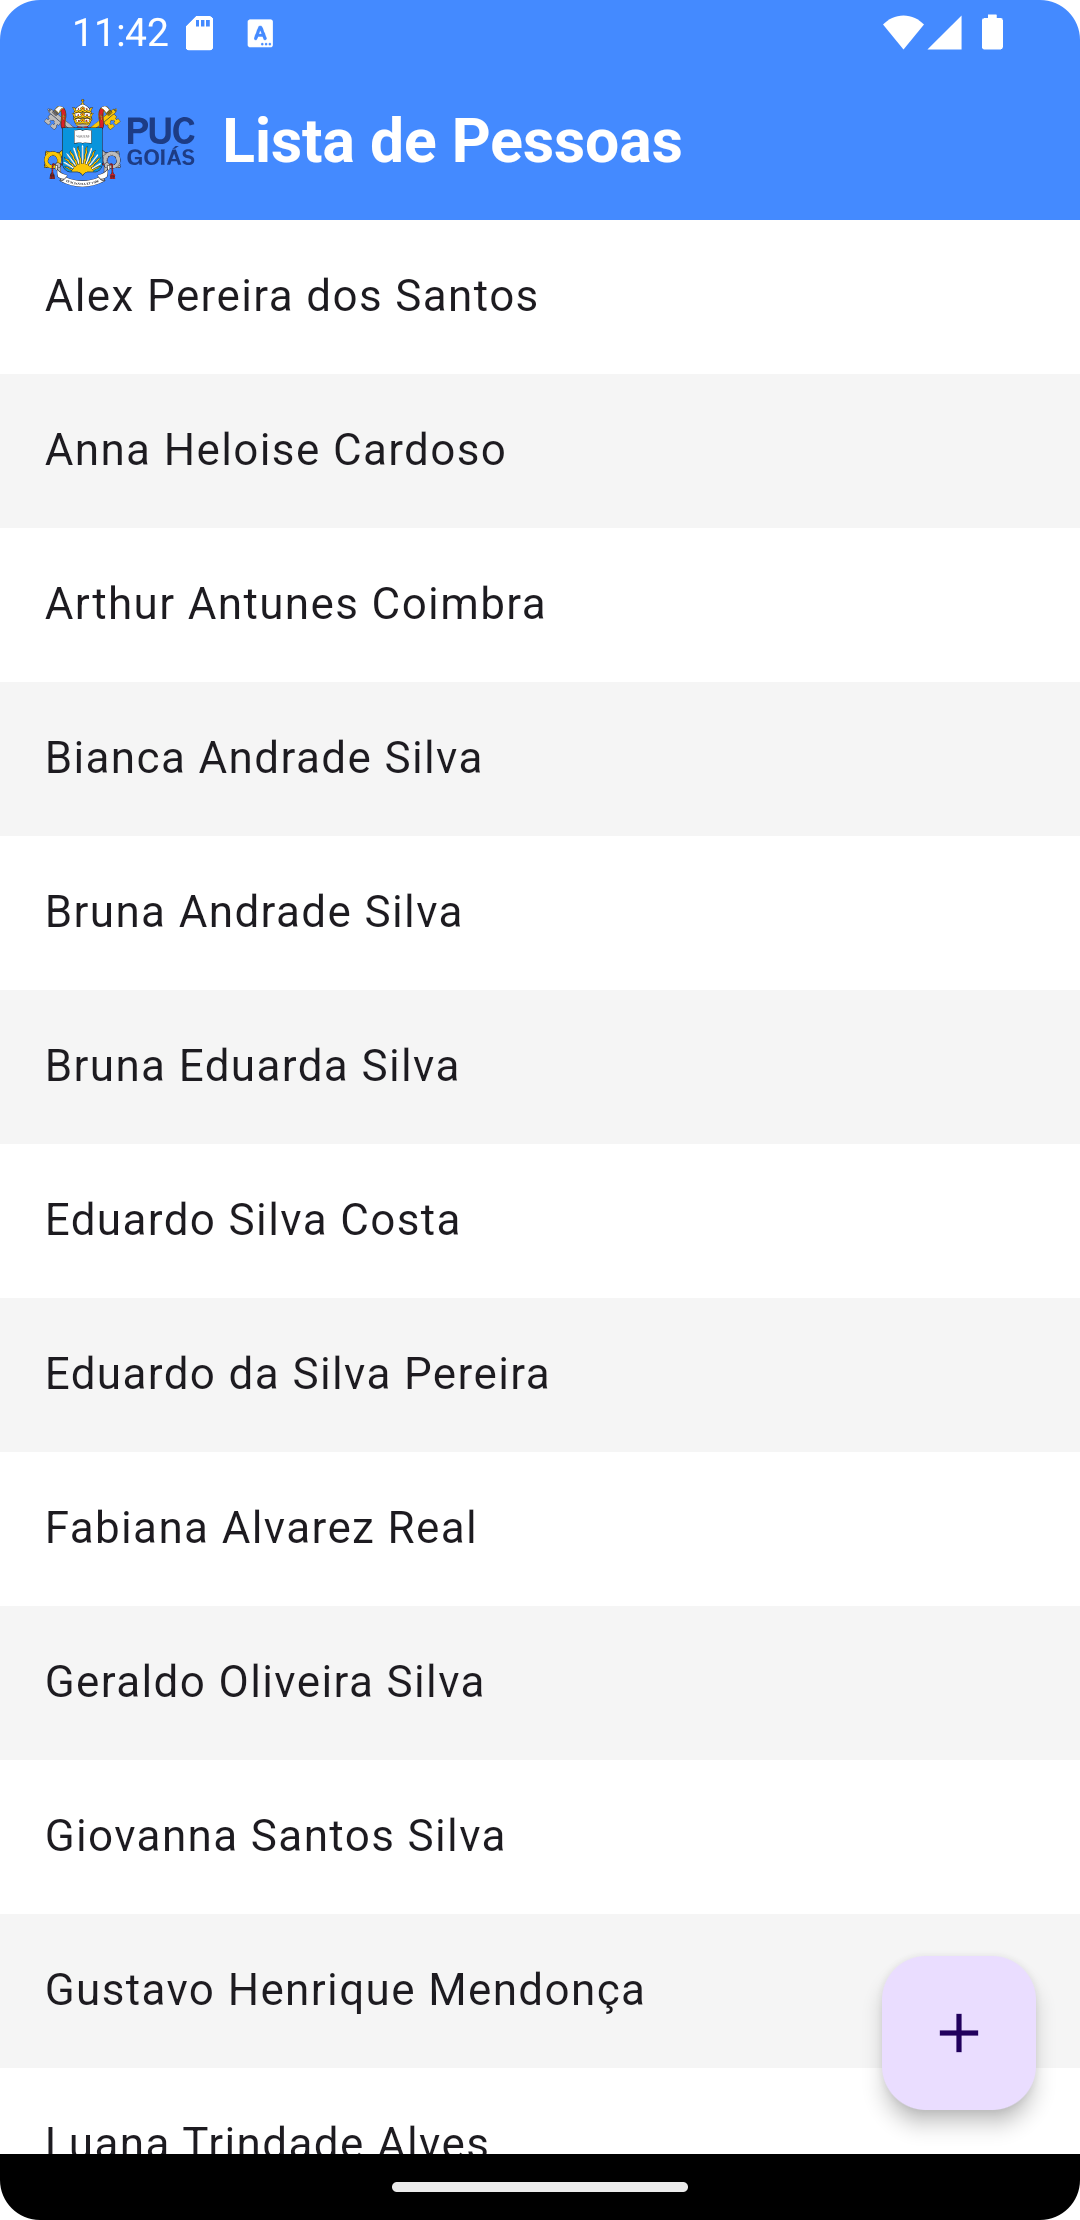 11:42
PUC
GOIÁS
Lista de Pessoas
Alex Pereira dos Santos
Anna Heloise Cardoso
Arthur Antunes Coimbra
Bianca Andrade Silva
Bruna Andrade Silva
Bruna Eduarda Silva
Eduardo Silva Costa
Eduardo da Silva Pereira
Fabiana Alvarez Real
Geraldo Oliveira Silva
Giovanna Santos Silva
Gustavo Henrique Mendonça
Luana Trindade Alves